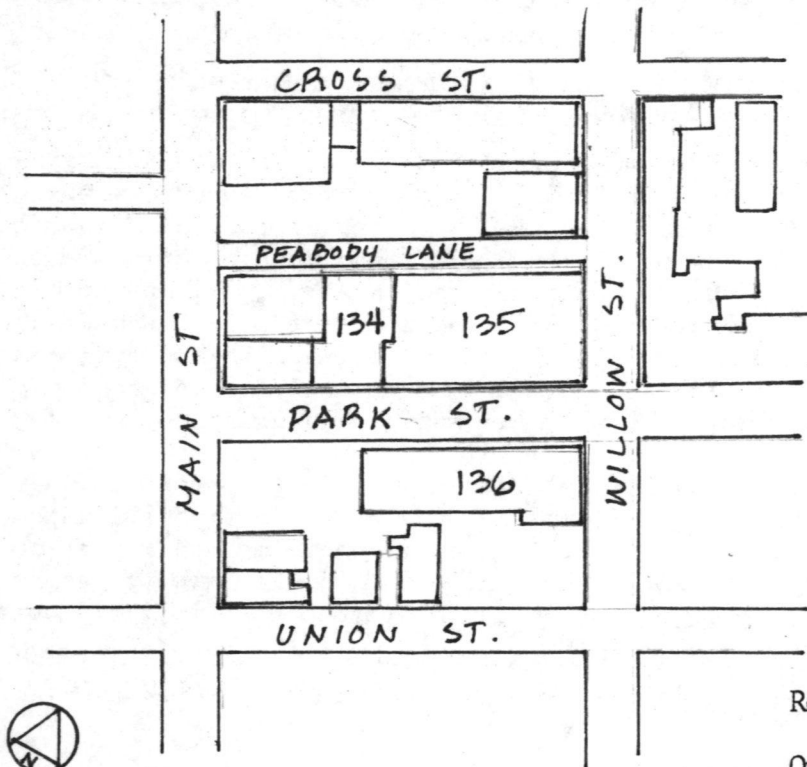 CROSS ST.
PEABODY LANE
134
135
MAIN ST
WILLOW ST.
PARK ST.
136
UNION ST.
N